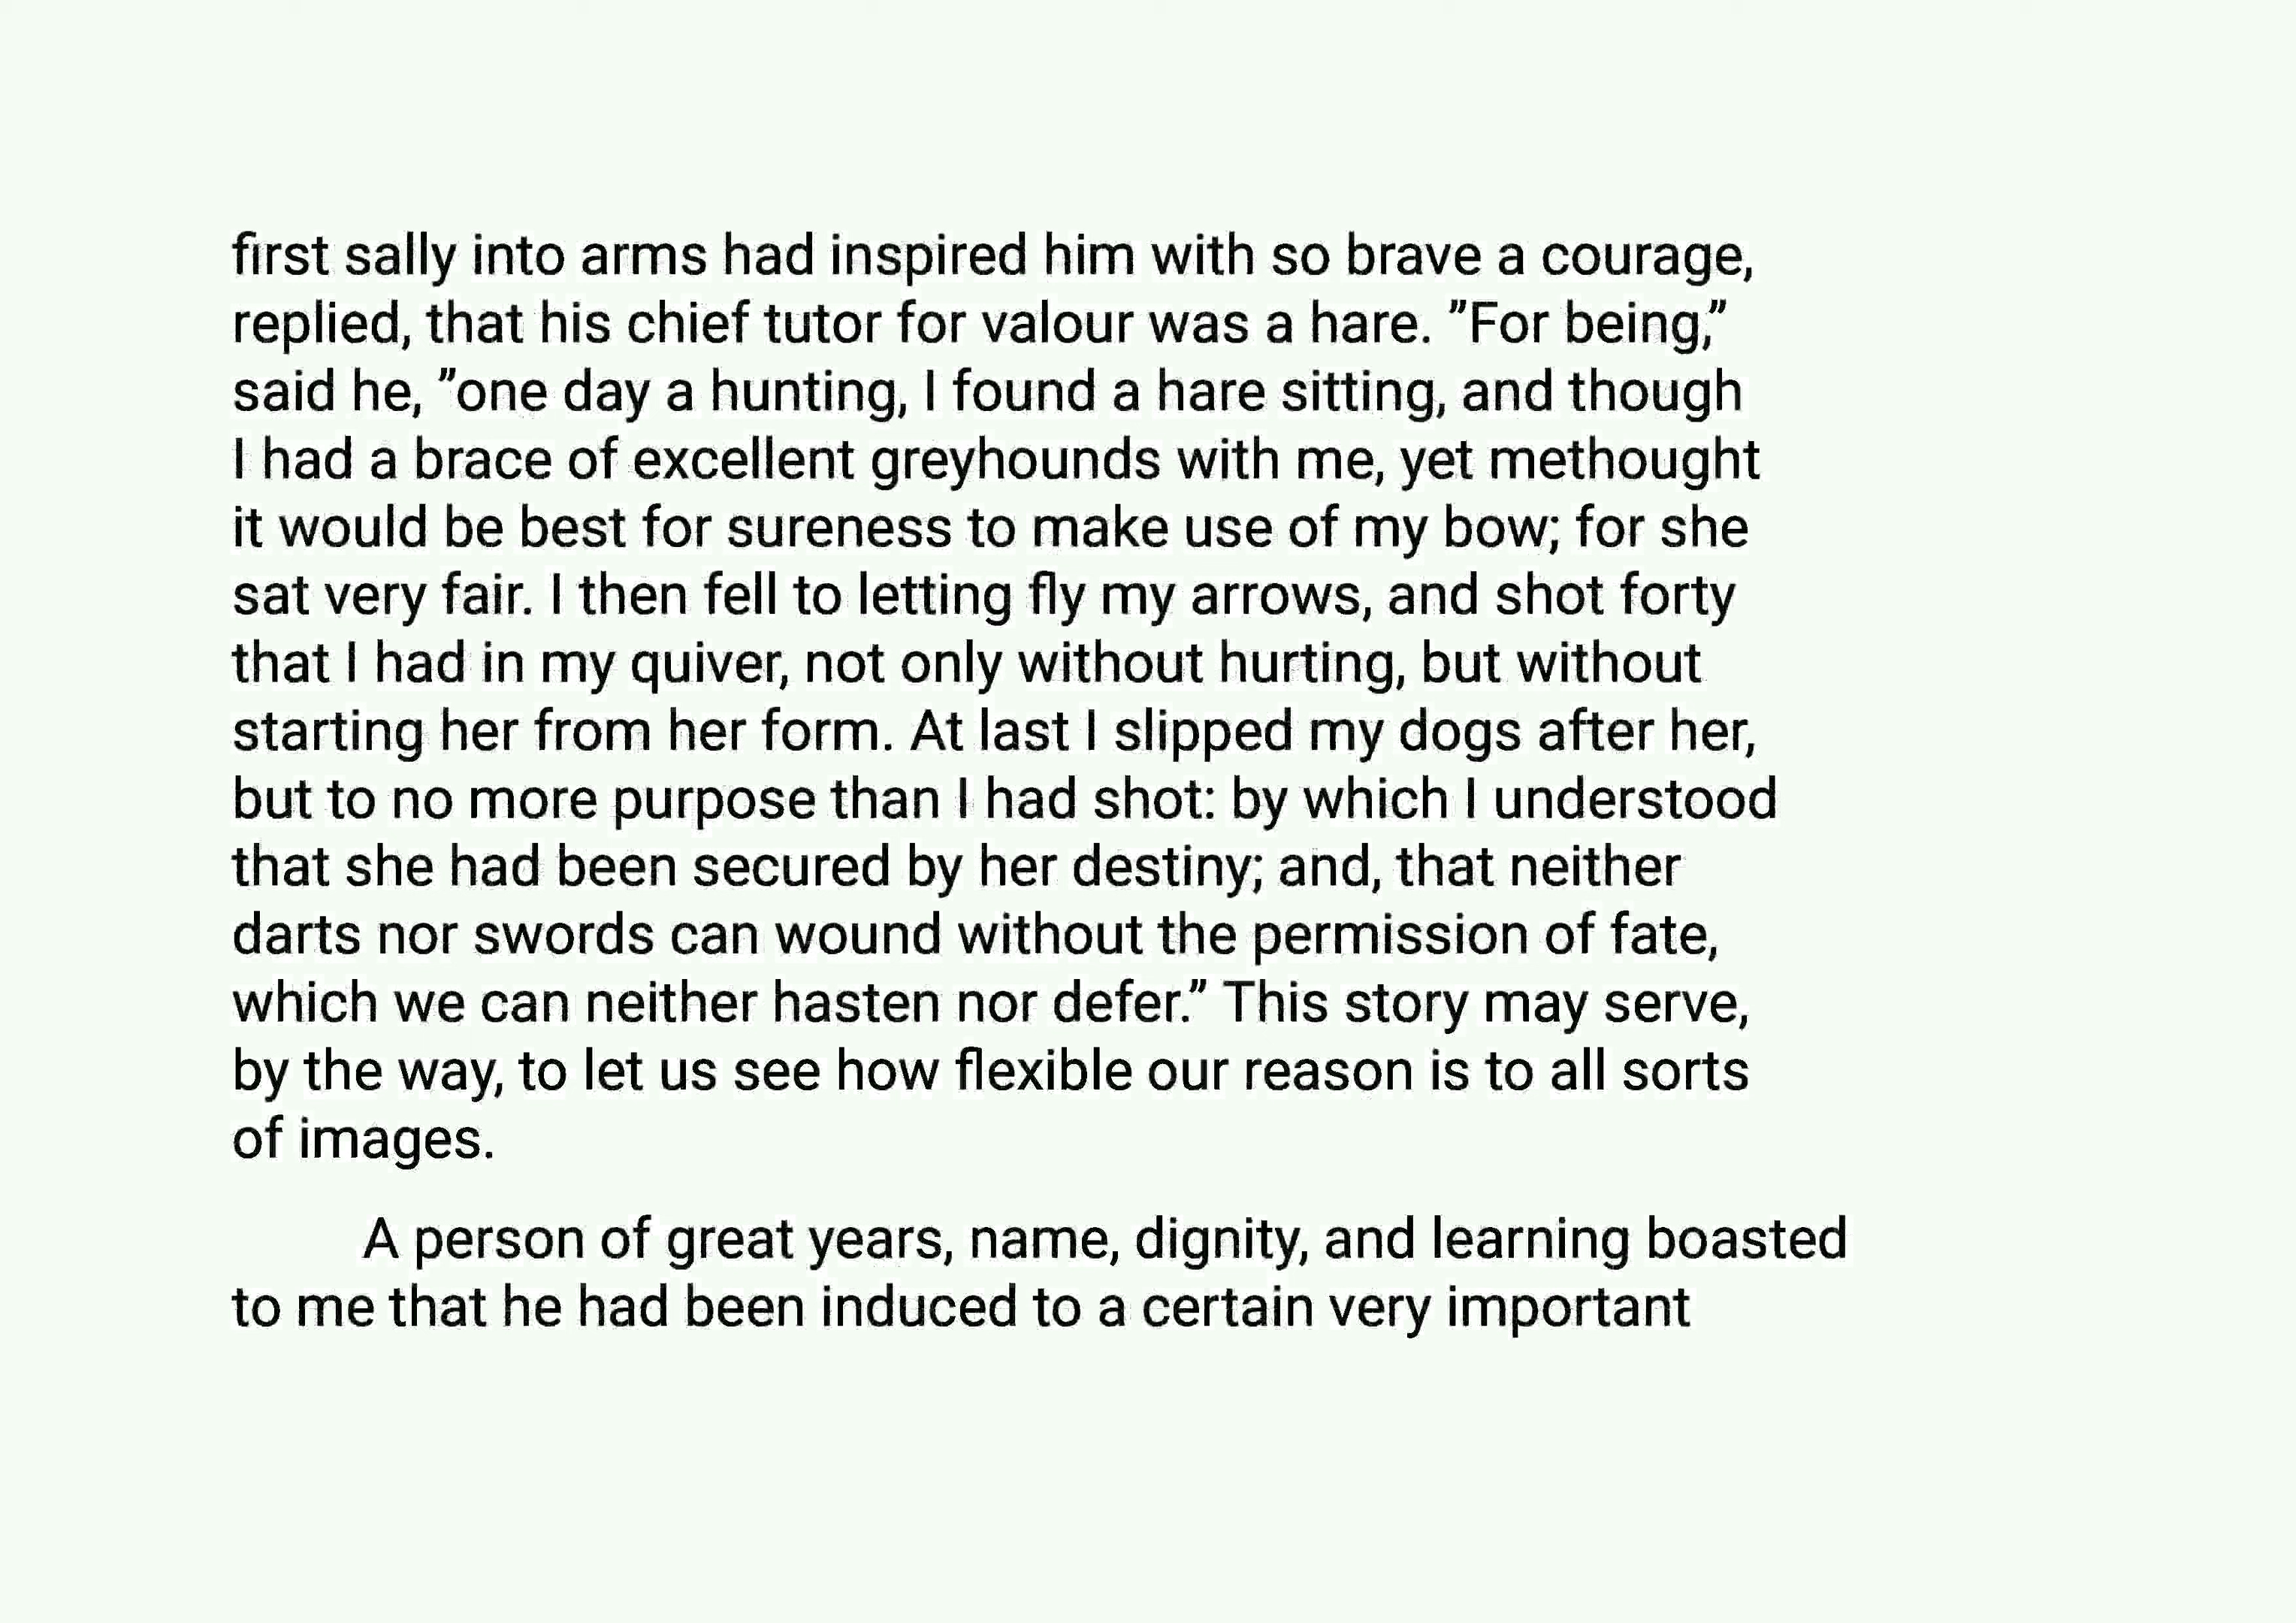 first sally into arms had inspired him with so brave a courage,
replied, that his chief tutor for valour was a hare. ”For being,”
said he, ”one day a hunting, I found a hare sitting, and though
I had a brace of excellent greyhounds with me, yet methought
it would be best for sureness to make use of my bow; for she
sat very fair. I then fell to letting fly my arrows, and shot forty
that I had in my quiver, not only without hurting, but without
starting her from her form. At last I slipped my dogs after her,
but to no more purpose than I had shot: by which I understood
that she had been secured by her destiny; and, that neither
darts nor swords can wound without the permission of fate,
which we can neither hasten nor defer.” This story may serve,
by the way, to let us see how flexible our reason is to all sorts
of images.
A person of great years, name, dignity, and learning boasted
to me that he had been induced to a certain very important